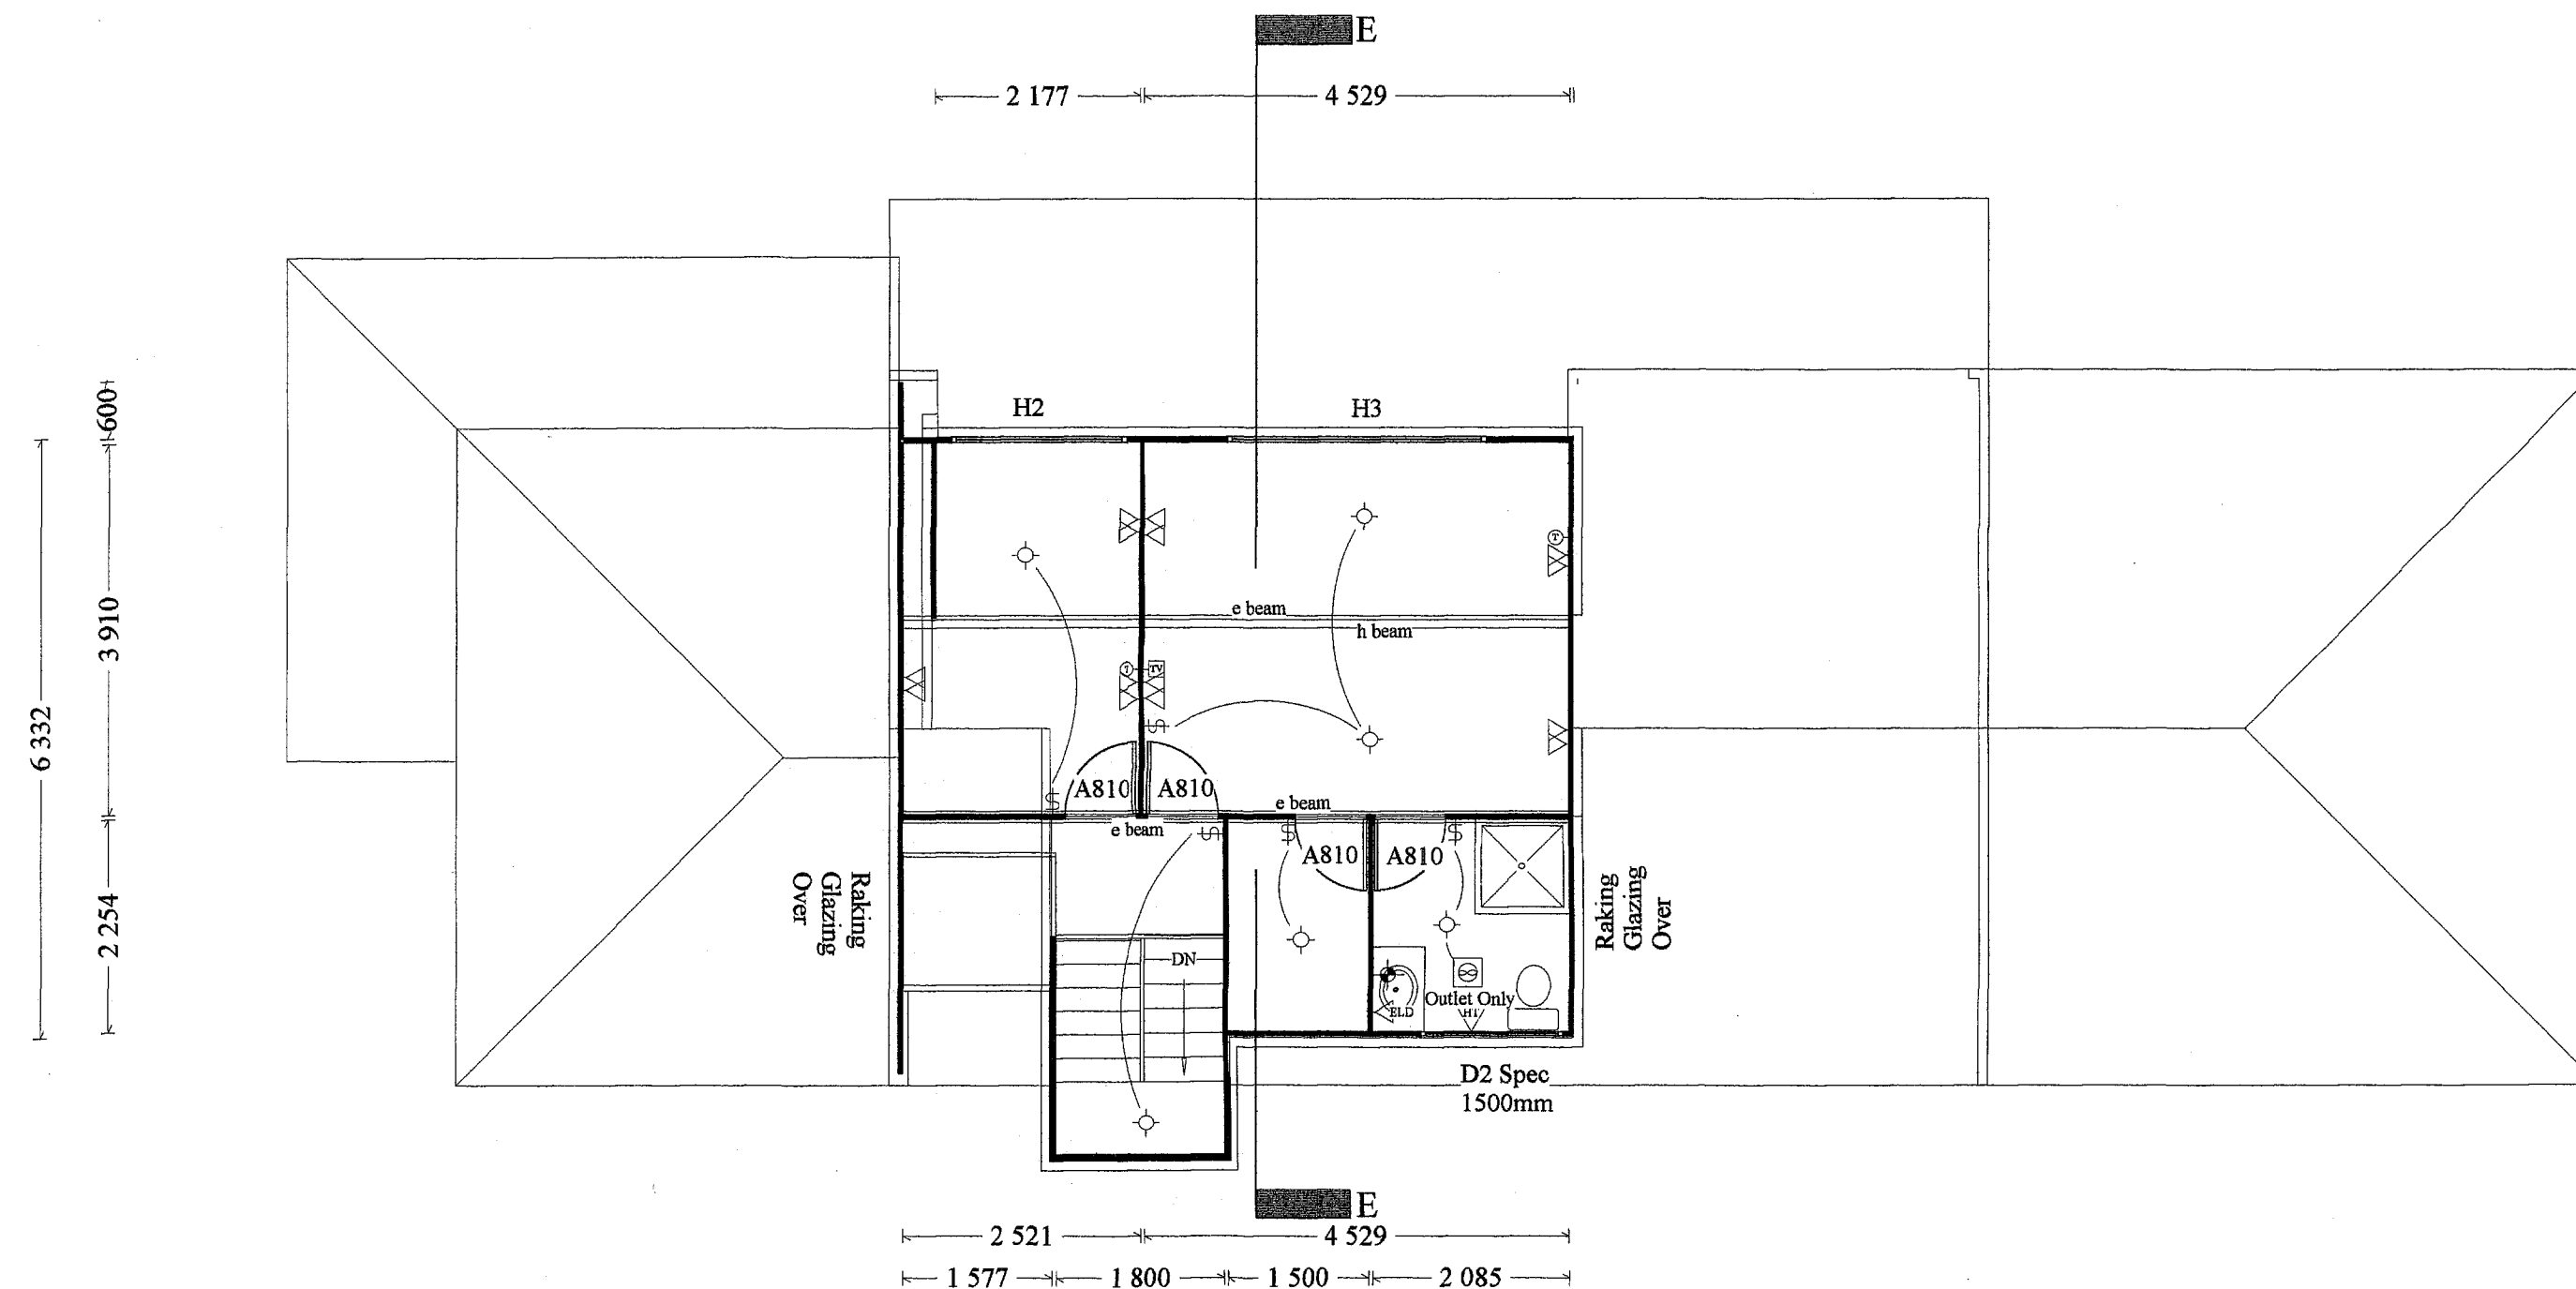 E
2 177
4 529
600
H2
H3
T
3 910
e beam
h beam
T
TV
6 332
$
A810
A810
$
e beam
e beam
$
$
$
A810
A810
Raking
Glazing
Over
Raking
Glazing
Over
2 254
DN
Outlet Only
ELD
HT
D2 Spec
1500mm
E
2 521
4 529
1 577
1 800
1 500
2 085